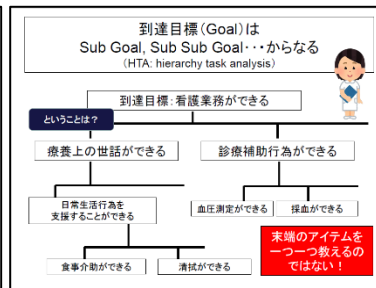 到達目標(Goal)は
Sub Goal, Sub Sub Goal･･･からなる
(HTA: hierarchy task analysis)
到達目標:看護業務ができる
ということは?
療養上の世話ができる
診療補助行為ができる
日常生活行為を
支援することができる
血圧測定ができる
採血ができる
食事介助ができる
清拭ができる
末端のアイテムを
一つ一つ教えるの
ではない!